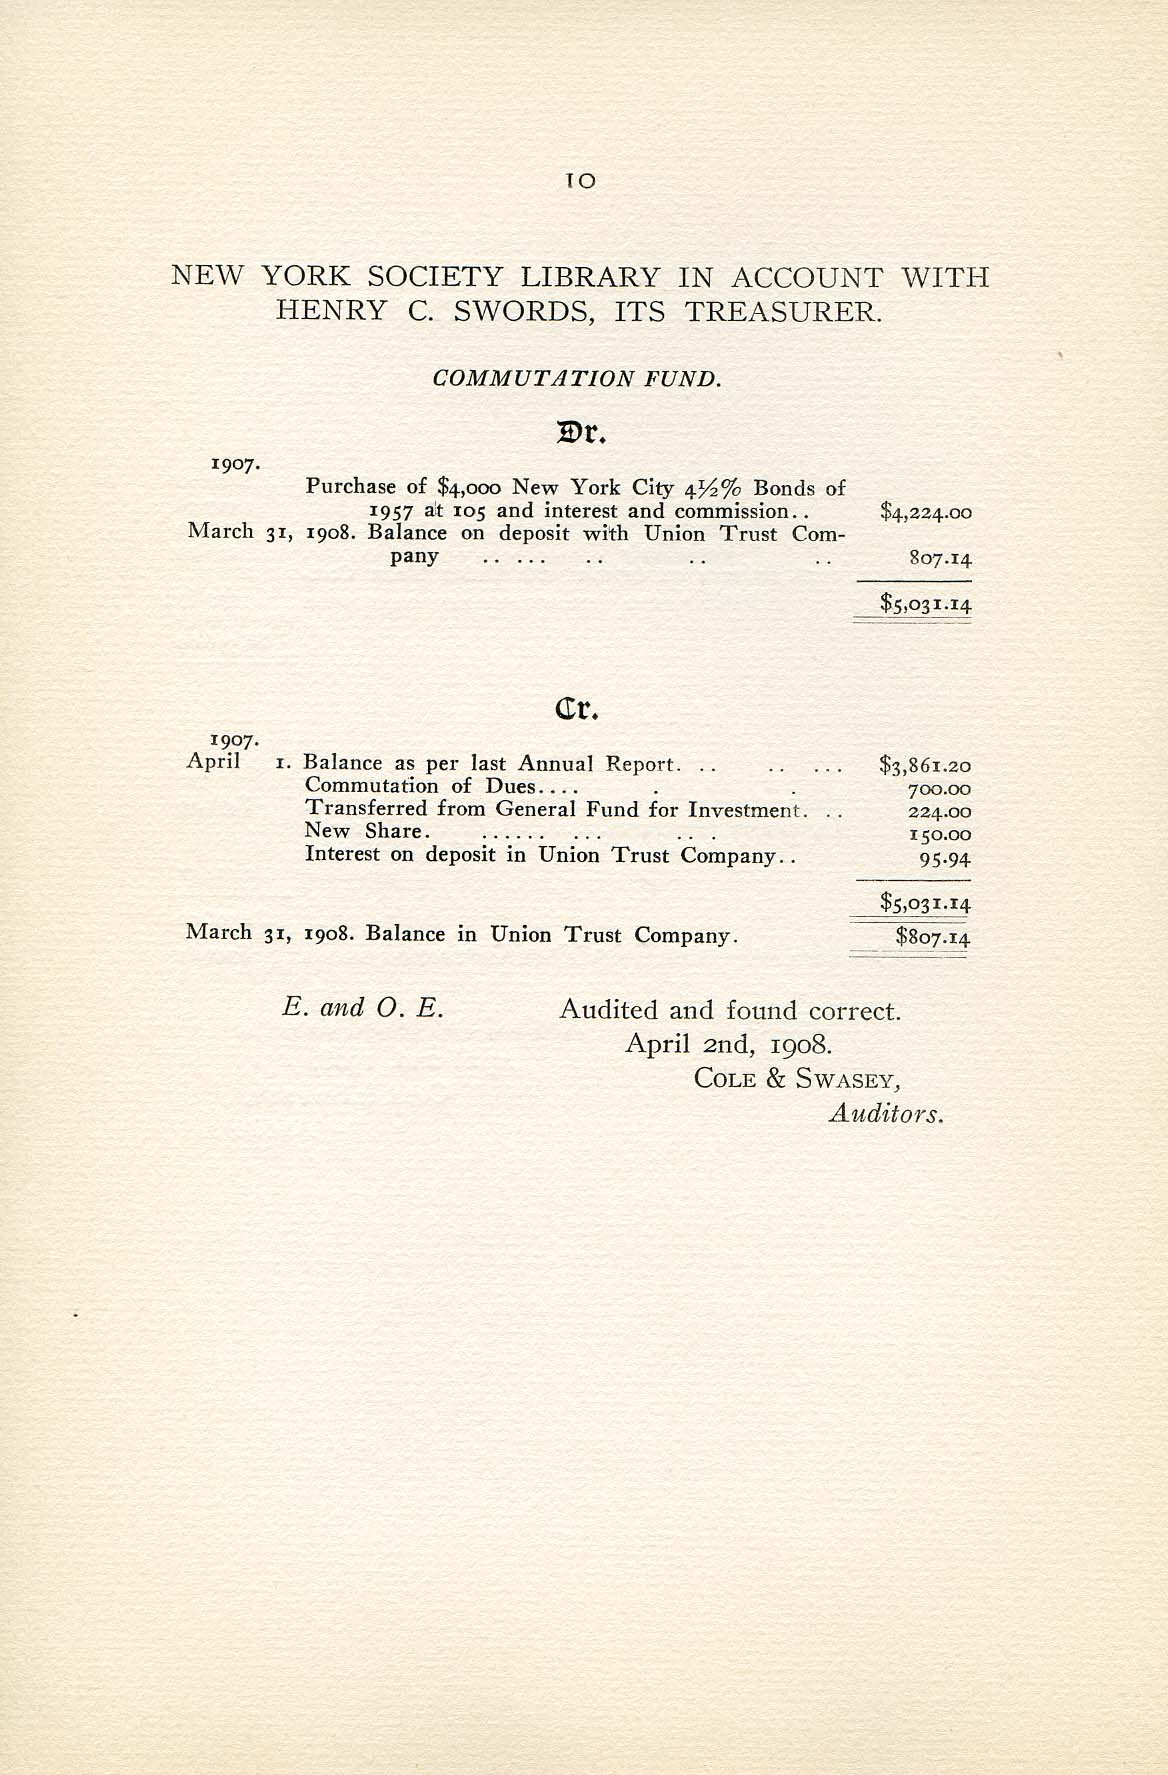 10
NEW YORK SOCIETY LIBRARY IN ACCOUNT WITH
HENRY C. SWORDS, ITS TREASURER.
COMMUTATION FUND.
Dr.
1907.
Purchase of $4,000 New York City 4½% Bonds of
1957 at 105 and interest and commission.. $4,224.00
March 31, 1908. Balance on deposit with Union Trust Com-
pany .. ... .. .. .. 807.14
$5,031.14
Cr.
1907.
April 1. Balance as per last Annual Report. .. .. ... $3,861.20
Commutation of Dues.... . . 700.00
Transferred from General Fund for Investment. .. 224.00
New Share. ...... ... .. . 150.00
Interest on deposit in Union Trust Company.. 95.94
$5,031.14
March 31, 1908. Balance in Union Trust Company. $807.14
E. and O. E. Audited and found correct.
April 2nd, 1908.
COLE & SWASEY,
Auditors.